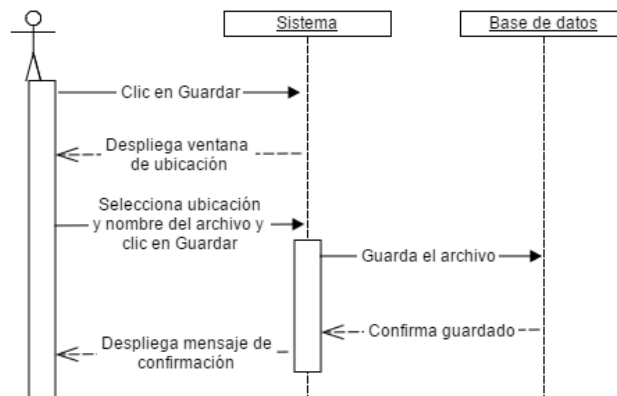 Sistema
Base de datos
Clic en Guardar
Despliega ventana
de ubicación
Selecciona ubicación
y nombre del archivo y
clic en Guardar
Guarda el archivo
Confirma guardado
Despliega mensaje de
confirmación